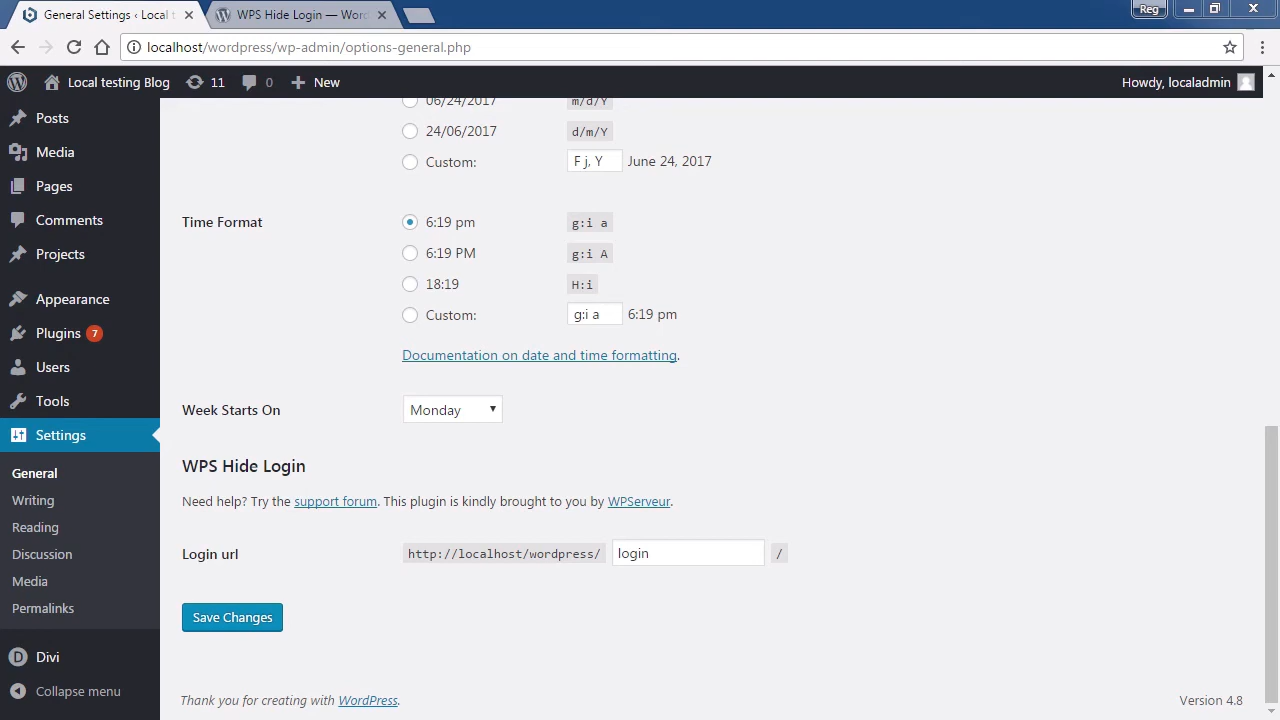 General Settings ‹ Local t
WPS Hide Login — Word
Reg
localhost/wordpress/wp-admin/options-general.php
Local testing Blog 11 0 New Howdy, localadmin
Posts
Media
Pages
Comments
Projects
Appearance
Plugins 7
Users
Tools
Settings
General
Writing
Reading
Discussion
Media
Permalinks
Divi
Collapse menu
06/24/2017 m/d/Y
24/06/2017 d/m/Y
Custom: F j, Y June 24, 2017
Time Format 6:19 pm g:i a
6:19 PM g:i A
18:19 H:i
Custom: g:i a 6:19 pm
Documentation on date and time formatting.
Week Starts On Monday
WPS Hide Login
Need help? Try the support forum. This plugin is kindly brought to you by WPServeur.
Login url http://localhost/wordpress/ login /
Save Changes
Thank you for creating with WordPress. Version 4.8